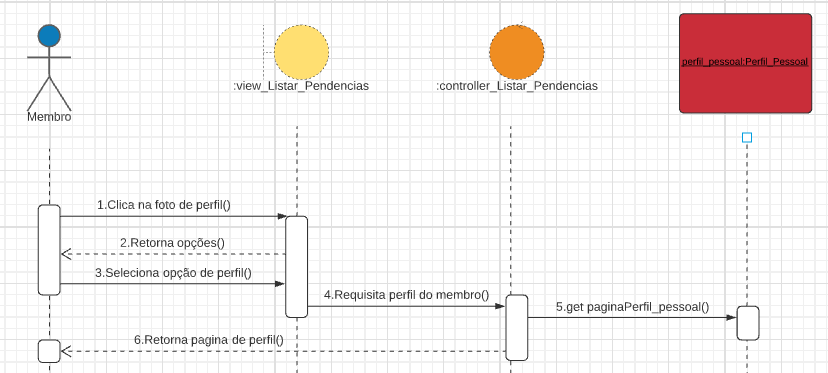 perfil_pessoal:Perfil_Pessoal
:view_Listar_Pendencias
:controller_Listar_Pendencias
Membro
1.Clica na foto de perfil()
2.Retorna opções()
3.Seleciona opção de perfil()
4.Requisita perfil do membro()
5.get paginaPerfil_pessoal()
6.Retorna pagina de perfil()